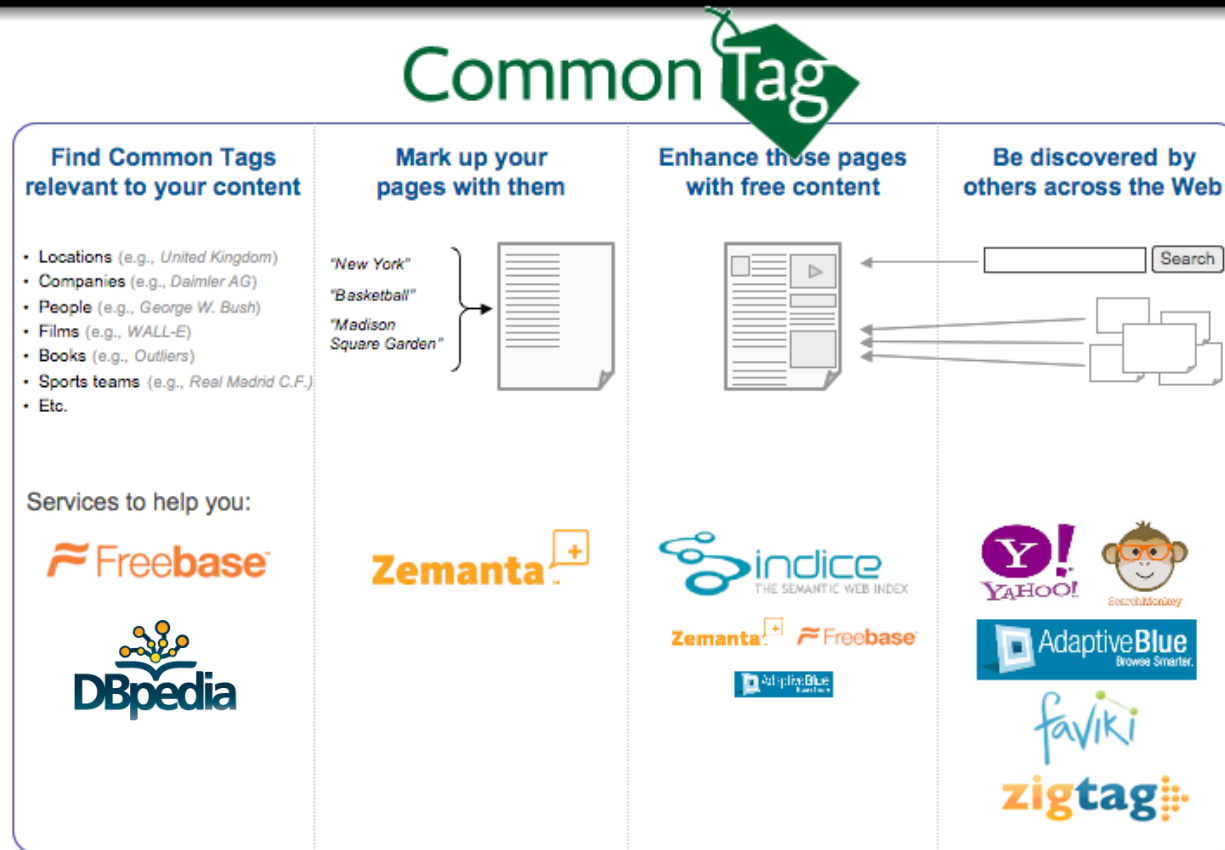 Common Tag
Find Common Tags
relevant to your content
• Locations (e.g., United Kingdom)
• Companies (e.g., Daimler AG)
• People (e.g., George W. Bush)
• Films (e.g., WALL-E)
• Books (e.g., Outliers)
• Sports teams (e.g., Real Madrid C.F.)
• Etc.
Services to help you:
Freebase
DBpedia
Mark up your
pages with them
"New York"
"Basketball"
"Madison
Square Garden"
Zemanta
Enhance those pages
with free content
Sindice
THE SEMANTIC WEB INDEX
Zemanta Freebase
AdaptiveBlue
Be discovered by
others across the Web
Search
Y!
YAHOO!
SearchMonkey
AdaptiveBlue
Browse Smarter.
faviki
zigtag